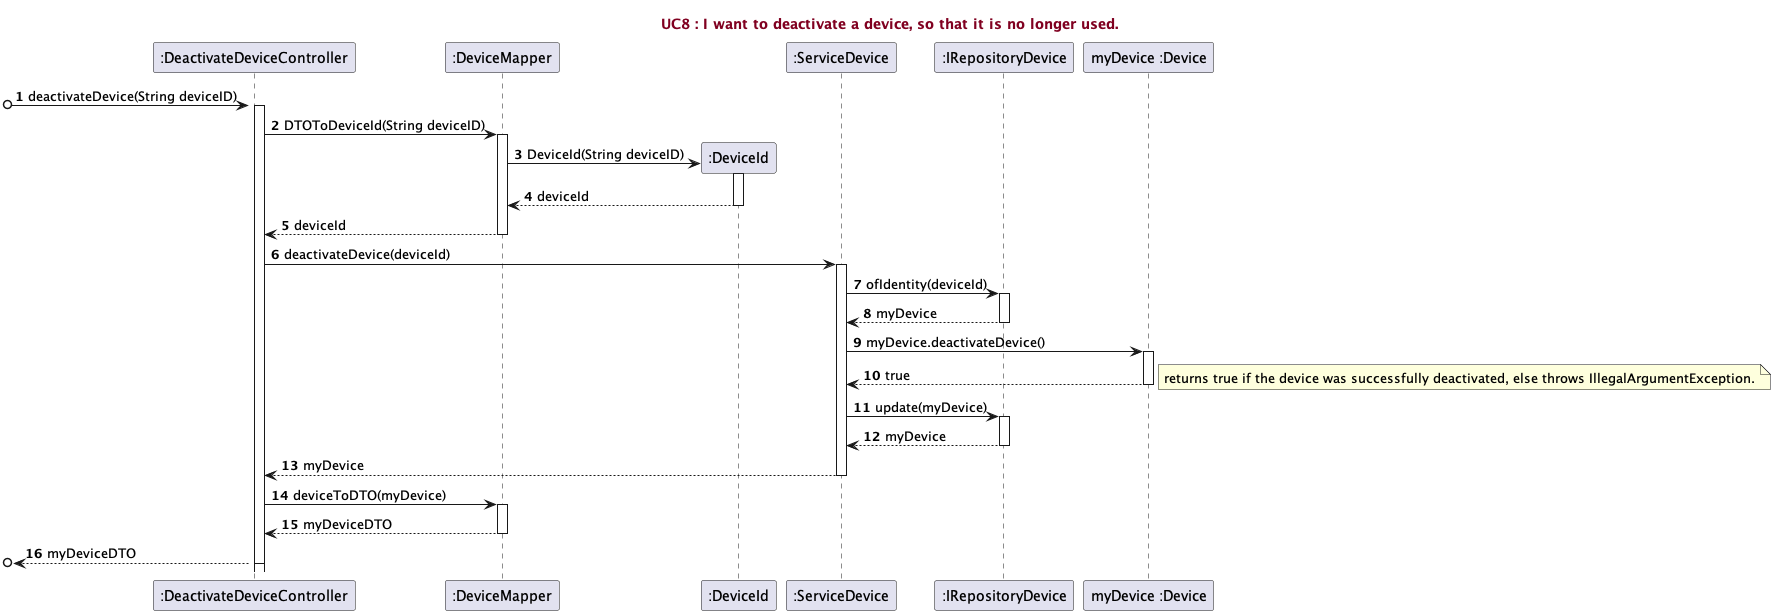 UC8 : I want to deactivate a device, so that it is no longer used.
:DeactivateDeviceController
:DeviceMapper
:ServiceDevice
:IRepositoryDevice
myDevice :Device
1 deactivateDevice(String deviceID)
2 DTOToDeviceId(String deviceID)
3 DeviceId(String deviceID)
:DeviceId
4 deviceId
5 deviceId
6 deactivateDevice(deviceId)
7 ofIdentity(deviceId)
8 myDevice
9 myDevice.deactivateDevice()
10 true
returns true if the device was successfully deactivated, else throws IllegalArgumentException.
11 update(myDevice)
12 myDevice
13 myDevice
14 deviceToDTO(myDevice)
15 myDeviceDTO
16 myDeviceDTO
:DeactivateDeviceController
:DeviceMapper
:DeviceId
:ServiceDevice
:IRepositoryDevice
myDevice :Device